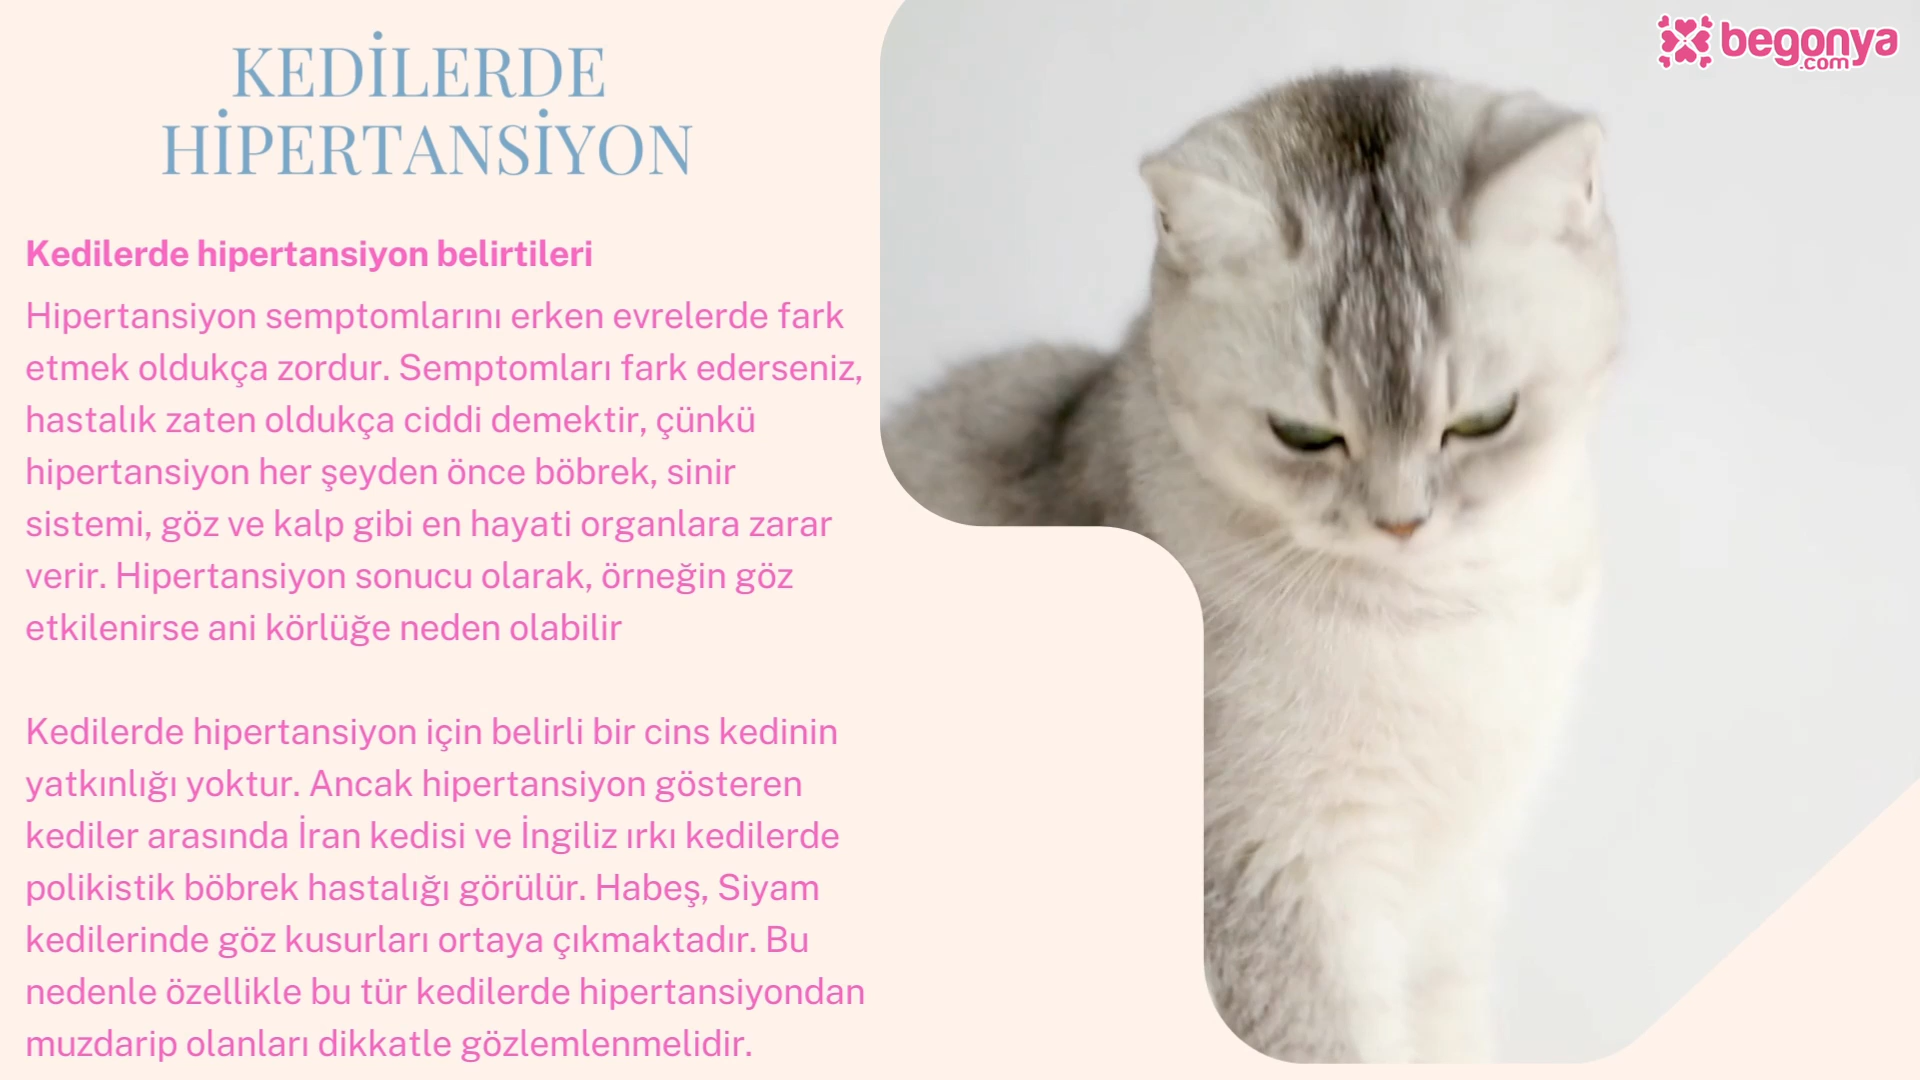 KEDİLERDE
HİPERTANSİYON
begonya
.com
Kedilerde hipertansiyon belirtileri
Hipertansiyon semptomlarını erken evrelerde fark
etmek oldukça zordur. Semptomları fark ederseniz,
hastalık zaten oldukça ciddi demektir, çünkü
hipertansiyon her şeyden önce böbrek, sinir
sistemi, göz ve kalp gibi en hayati organlara zarar
verir. Hipertansiyon sonucu olarak, örneğin göz
etkilenirse ani körlüğe neden olabilir
Kedilerde hipertansiyon için belirli bir cins kedinin
yatkınlığı yoktur. Ancak hipertansiyon gösteren
kediler arasında İran kedisi ve İngiliz ırkı kedilerde
polikistik böbrek hastalığı görülür. Habeş, Siyam
kedilerinde göz kusurları ortaya çıkmaktadır. Bu
nedenle özellikle bu tür kedilerde hipertansiyondan
muzdarip olanları dikkatle gözlemlenmelidir.